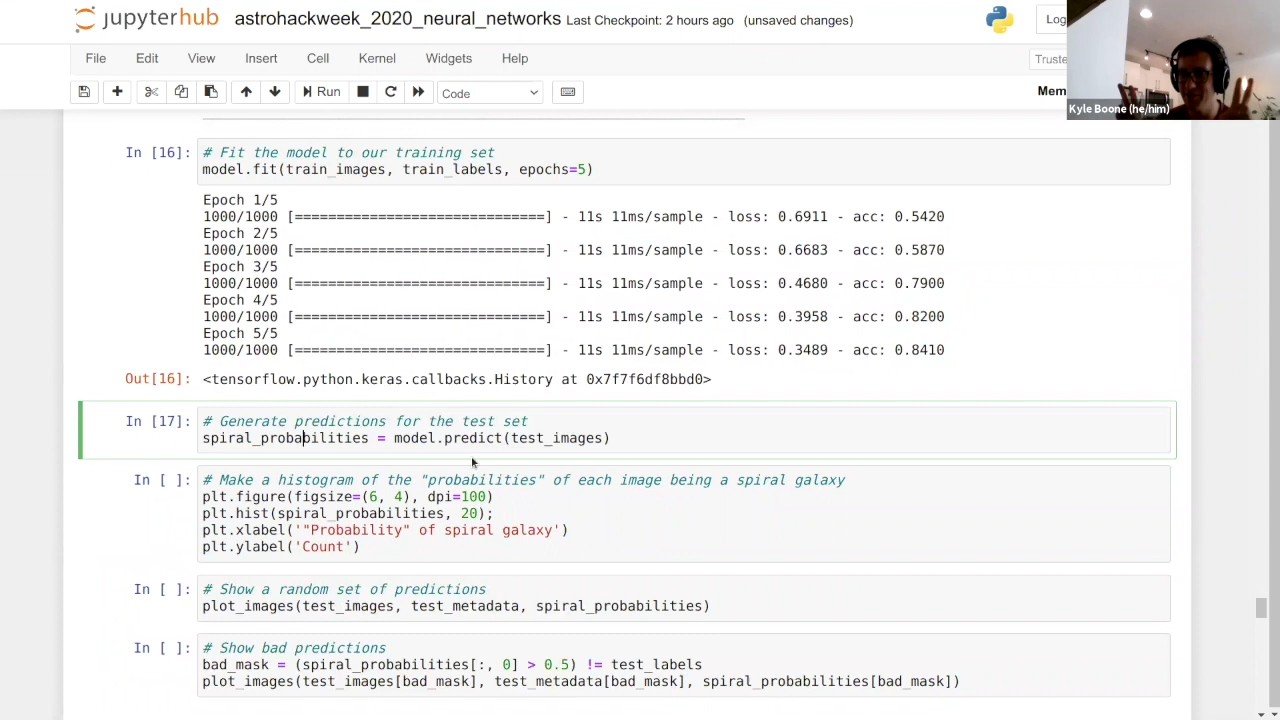 jupyterhub astrohackweek_2020_neural_networks Last Checkpoint: 2 hours ago (unsaved changes)
File Edit View Insert Cell Kernel Widgets Help
Run Code
Kyle Boone (he/him)
In [16]: # Fit the model to our training set
model.fit(train_images, train_labels, epochs=5)
Epoch 1/5
1000/1000 [==============================] - 11s 11ms/sample - loss: 0.6911 - acc: 0.5420
Epoch 2/5
1000/1000 [==============================] - 11s 11ms/sample - loss: 0.6683 - acc: 0.5870
Epoch 3/5
1000/1000 [==============================] - 11s 11ms/sample - loss: 0.4680 - acc: 0.7900
Epoch 4/5
1000/1000 [==============================] - 11s 11ms/sample - loss: 0.3958 - acc: 0.8200
Epoch 5/5
1000/1000 [==============================] - 11s 11ms/sample - loss: 0.3489 - acc: 0.8410
Out[16]: <tensorflow.python.keras.callbacks.History at 0x7f7f6df8bbd0>
In [17]: # Generate predictions for the test set
spiral_probabilities = model.predict(test_images)
In [ ]: # Make a histogram of the "probabilities" of each image being a spiral galaxy
plt.figure(figsize=(6, 4), dpi=100)
plt.hist(spiral_probabilities, 20);
plt.xlabel('"Probability" of spiral galaxy')
plt.ylabel('Count')
In [ ]: # Show a random set of predictions
plot_images(test_images, test_metadata, spiral_probabilities)
In [ ]: # Show bad predictions
bad_mask = (spiral_probabilities[:, 0] > 0.5) != test_labels
plot_images(test_images[bad_mask], test_metadata[bad_mask], spiral_probabilities[bad_mask])